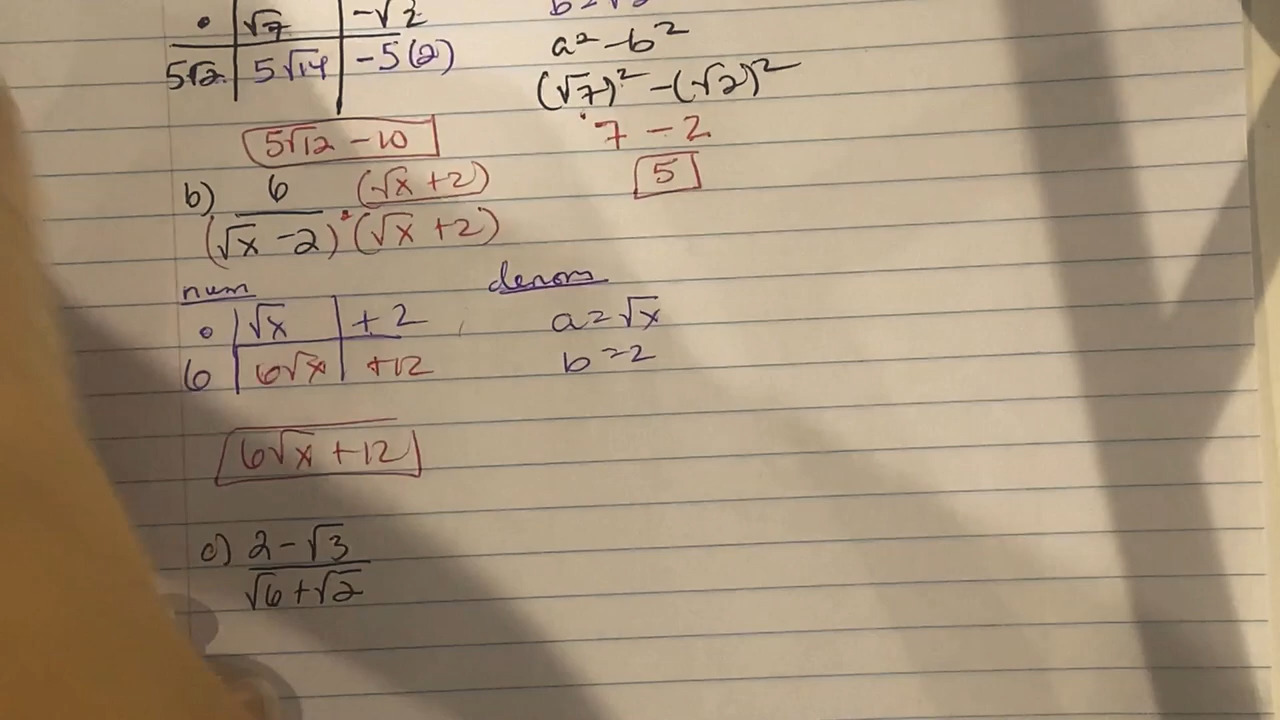 • √7 -√2
5√2 5√14 -5(2)
5√12 - 10
a² - b²
(√7)² - (√2)²
7 - 2
5
b) 6 (√x + 2)
(√x - 2) • (√x + 2)
num
• √x + 2
6 6√x +12
6√x + 12
denom
a = √x
b = 2
c) 2 - √3
√6 + √2